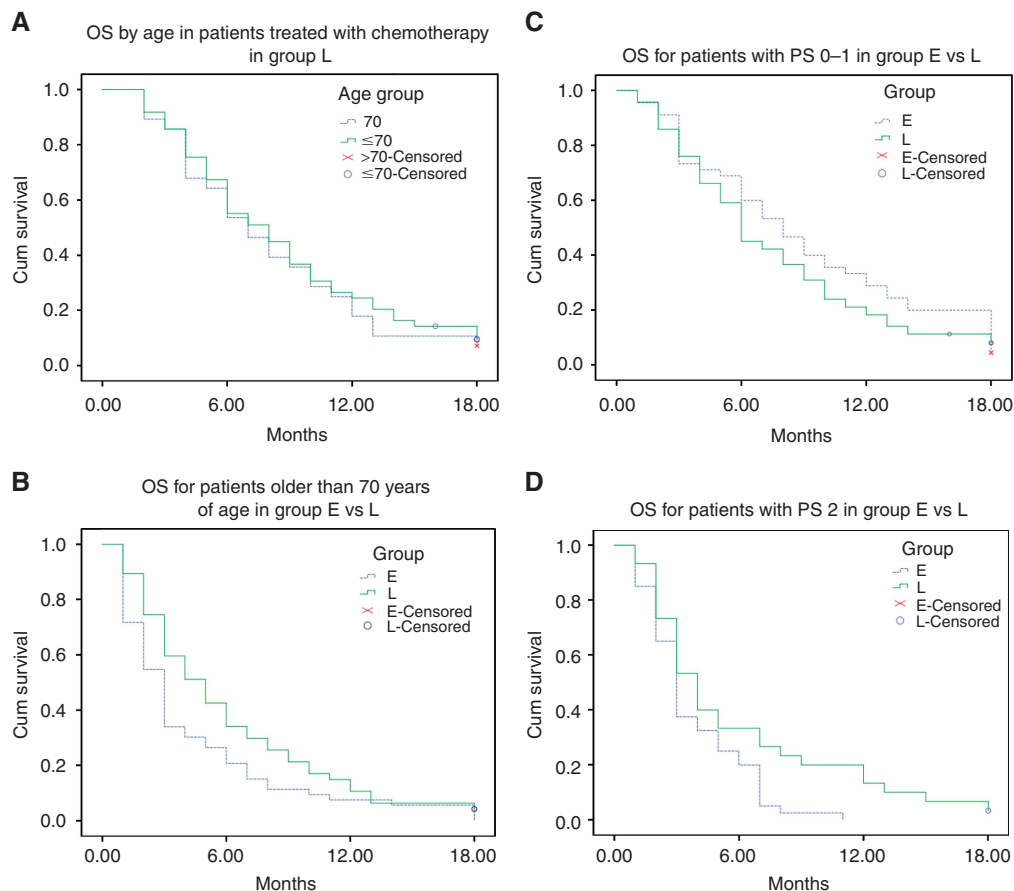 A
OS by age in patients treated with chemotherapy
in group L
Cum survival
1.0
0.8
0.6
0.4
0.2
0.0
Age group
70
≤70
>70-Censored
≤70-Censored
0.00 6.00 12.00 18.00
Months
B
OS for patients older than 70 years
of age in group E vs L
Cum survival
1.0
0.8
0.6
0.4
0.2
0.0
Group
E
L
E-Censored
L-Censored
0.00 6.00 12.00 18.00
Months
C
OS for patients with PS 0–1 in group E vs L
Cum survival
1.0
0.8
0.6
0.4
0.2
0.0
Group
E
L
E-Censored
L-Censored
0.00 6.00 12.00 18.00
Months
D
OS for patients with PS 2 in group E vs L
Cum survival
1.0
0.8
0.6
0.4
0.2
0.0
Group
E
L
E-Censored
L-Censored
0.00 6.00 12.00 18.00
Months